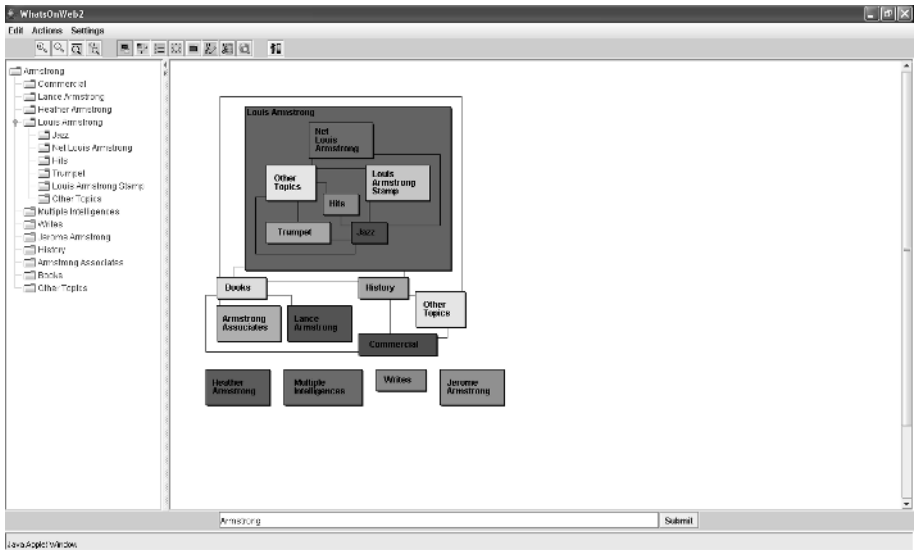 WhatsOnWeb2
Edit Actions Settings
Armstrong
Commercial
Lance Armstrong
Heather Armstrong
Louis Armstrong
Jazz
Net Louis Armstrong
Hits
Trumpet
Louis Armstrong Stamp
Other Topics
Multiple Intelligences
Writes
Jerome Armstrong
History
Armstrong Associates
Books
Other Topics
Louis Armstrong
Net
Louis
Armstrong
Other
Topics
Louis
Armstrong
Stamp
Hits
Trumpet
Jazz
Books
History
Other
Topics
Armstrong
Associates
Lance
Armstrong
Commercial
Heather
Armstrong
Multiple
Intelligences
Writes
Jerome
Armstrong
Armstrong
Submit
Java Applet Window